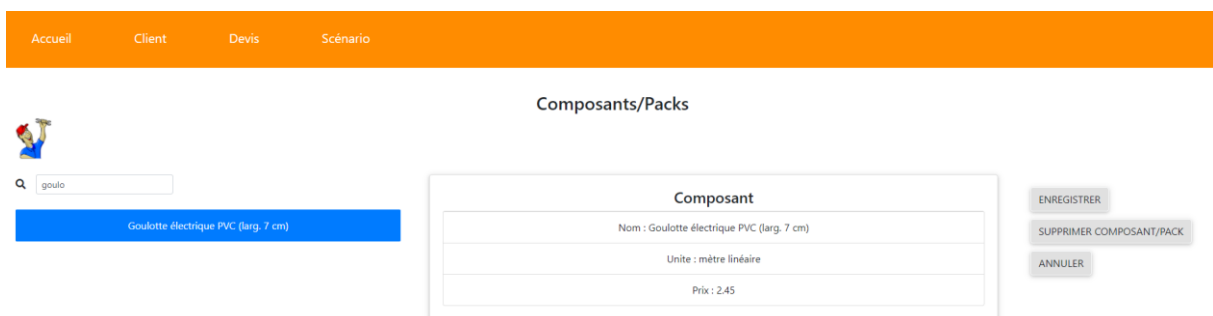 Accueil Client Devis Scénario
Composants/Packs
goulo
Goulotte électrique PVC (larg. 7 cm)
Composant
Nom : Goulotte électrique PVC (larg. 7 cm)
Unite : mètre linéaire
Prix : 2.45
ENREGISTRER
SUPPRIMER COMPOSANT/PACK
ANNULER